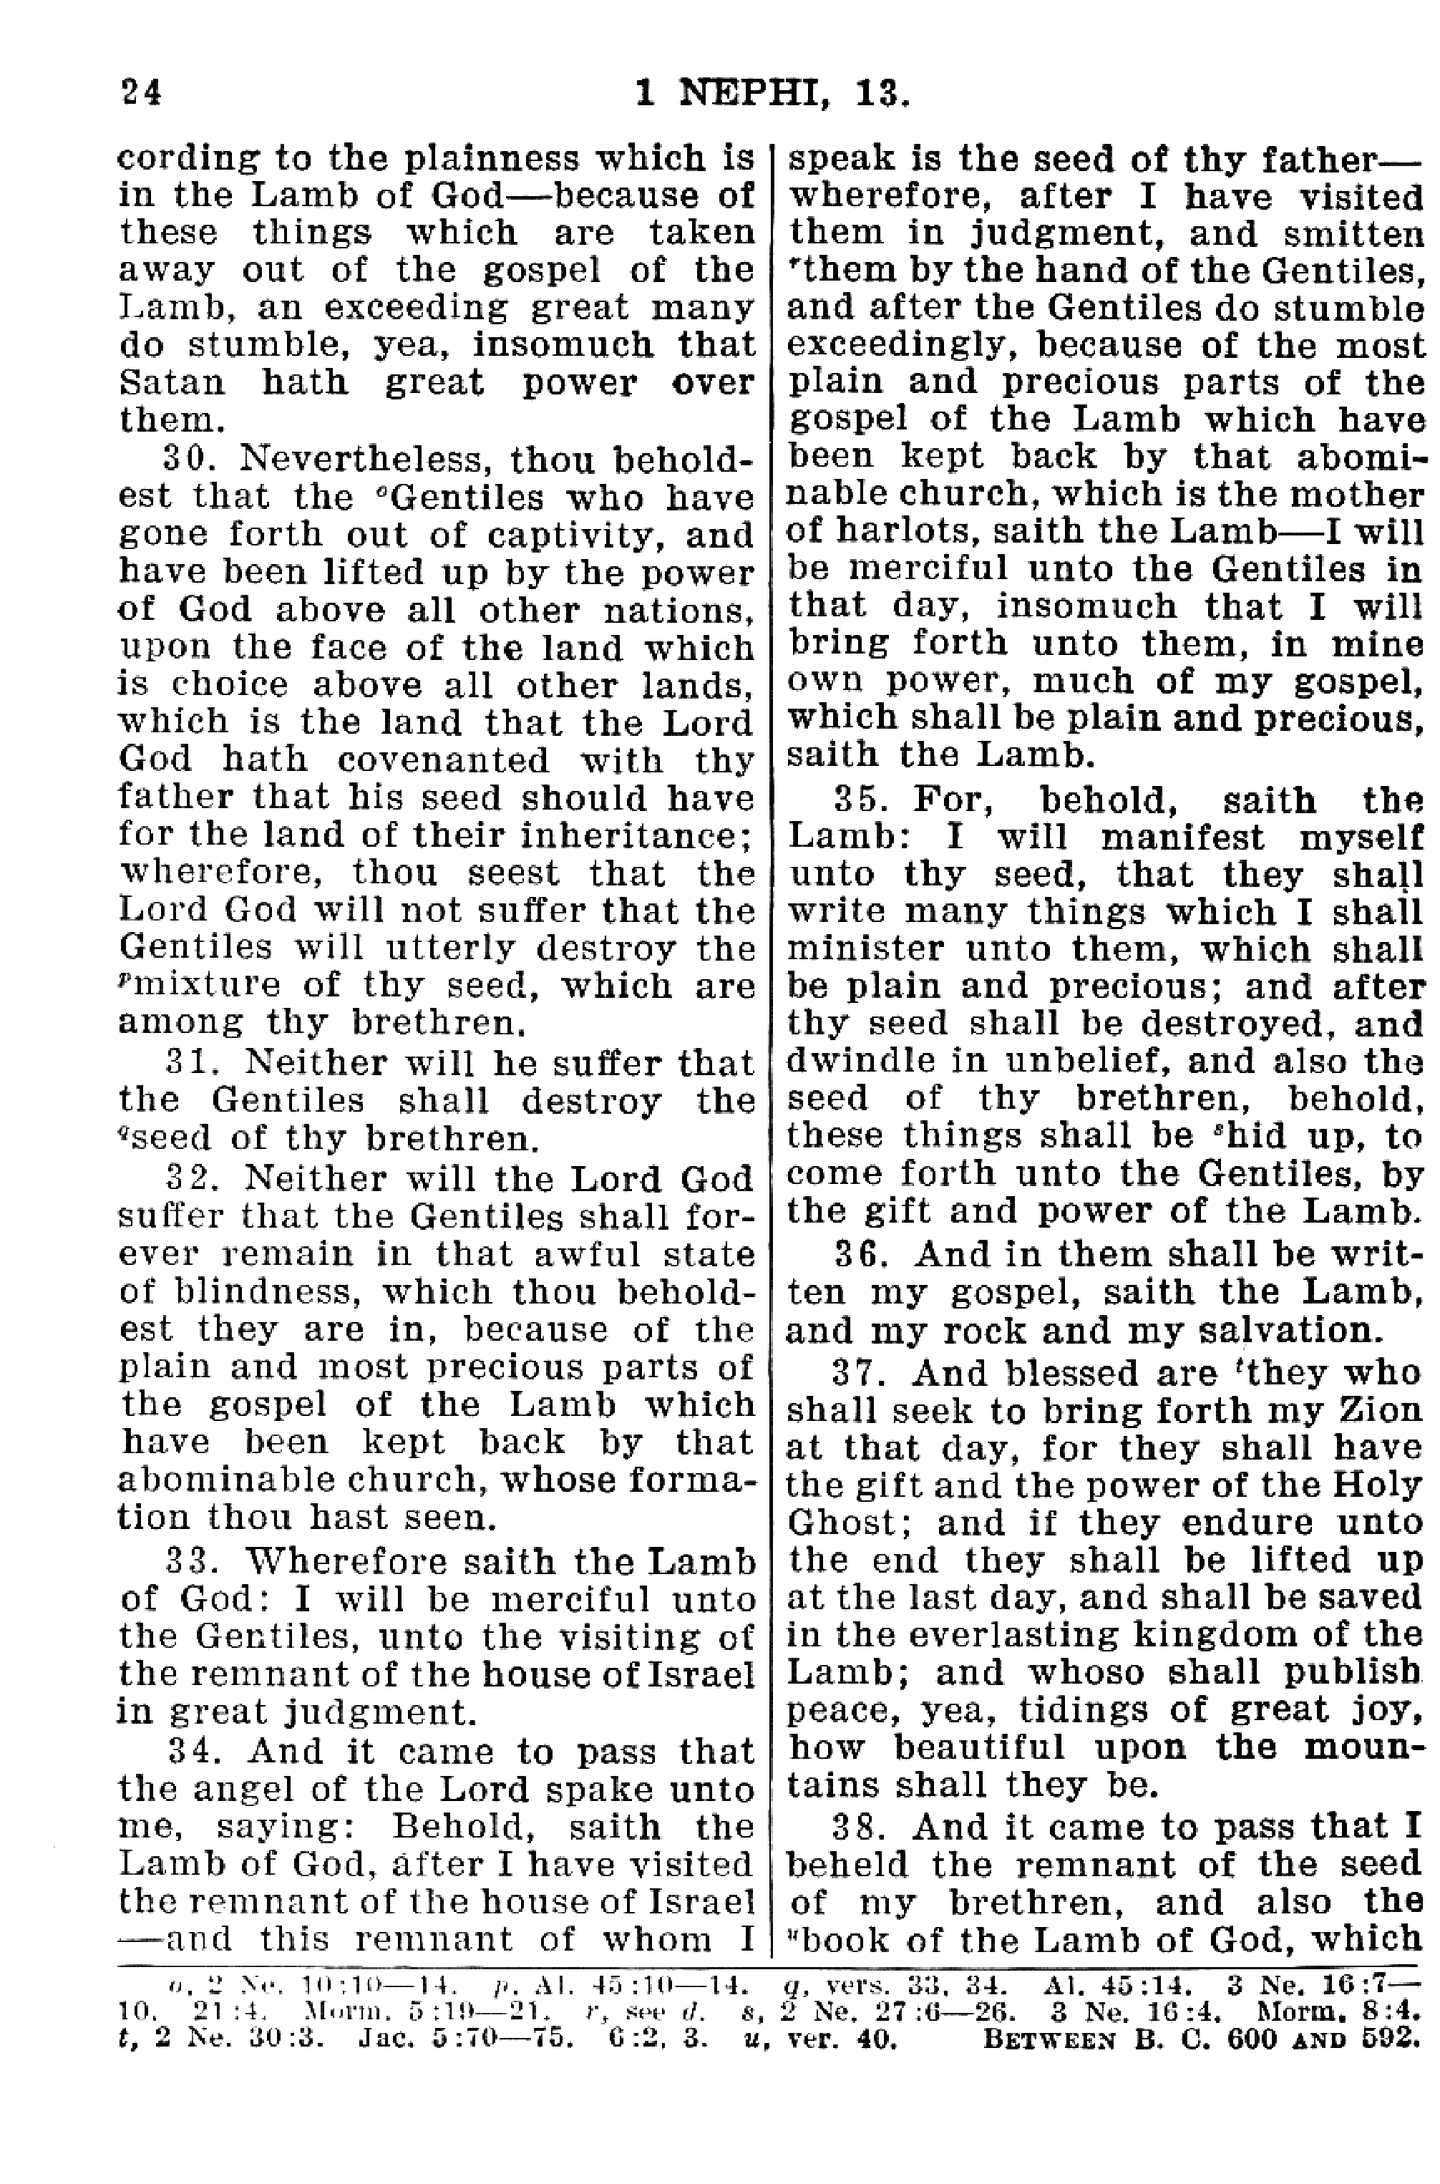 24
1 NEPHI, 13.
cording to the plainness which is
in the Lamb of God—because of
these things which are taken
away out of the gospel of the
Lamb, an exceeding great many
do stumble, yea, insomuch that
Satan hath great power over
them.
30. Nevertheless, thou behold-
est that the ᵒGentiles who have
gone forth out of captivity, and
have been lifted up by the power
of God above all other nations,
upon the face of the land which
is choice above all other lands,
which is the land that the Lord
God hath covenanted with thy
father that his seed should have
for the land of their inheritance;
wherefore, thou seest that the
Lord God will not suffer that the
Gentiles will utterly destroy the
ᵖmixture of thy seed, which are
among thy brethren.
31. Neither will he suffer that
the Gentiles shall destroy the
qseed of thy brethren.
32. Neither will the Lord God
suffer that the Gentiles shall for-
ever remain in that awful state
of blindness, which thou behold-
est they are in, because of the
plain and most precious parts of
the gospel of the Lamb which
have been kept back by that
abominable church, whose forma-
tion thou hast seen.
33. Wherefore saith the Lamb
of God: I will be merciful unto
the Gentiles, unto the visiting of
the remnant of the house of Israel
in great judgment.
34. And it came to pass that
the angel of the Lord spake unto
me, saying: Behold, saith the
Lamb of God, after I have visited
the remnant of the house of Israel
—and this remnant of whom I
speak is the seed of thy father—
wherefore, after I have visited
them in judgment, and smitten
ʳthem by the hand of the Gentiles,
and after the Gentiles do stumble
exceedingly, because of the most
plain and precious parts of the
gospel of the Lamb which have
been kept back by that abomi-
nable church, which is the mother
of harlots, saith the Lamb—I will
be merciful unto the Gentiles in
that day, insomuch that I will
bring forth unto them, in mine
own power, much of my gospel,
which shall be plain and precious,
saith the Lamb.
35. For, behold, saith the
Lamb: I will manifest myself
unto thy seed, that they shall
write many things which I shall
minister unto them, which shall
be plain and precious; and after
thy seed shall be destroyed, and
dwindle in unbelief, and also the
seed of thy brethren, behold,
these things shall be ˢhid up, to
come forth unto the Gentiles, by
the gift and power of the Lamb.
36. And in them shall be writ-
ten my gospel, saith the Lamb,
and my rock and my salvation.
37. And blessed are ᵗthey who
shall seek to bring forth my Zion
at that day, for they shall have
the gift and the power of the Holy
Ghost; and if they endure unto
the end they shall be lifted up
at the last day, and shall be saved
in the everlasting kingdom of the
Lamb; and whoso shall publish
peace, yea, tidings of great joy,
how beautiful upon the moun-
tains shall they be.
38. And it came to pass that I
beheld the remnant of the seed
of my brethren, and also the
ᵘbook of the Lamb of God, which
o, 2 Ne. 10:10—14. p. Al. 45:10—14. q, vers. 33, 34. Al. 45:14. 3 Ne. 16:7—
10. 21:4. Morm. 5:19—21. r, see d. s, 2 Ne. 27:6—26. 3 Ne. 16:4. Morm. 8:4.
t, 2 Ne. 30:3. Jac. 5:70—75. 6:2, 3. u, ver. 40. BETWEEN B. C. 600 AND 592.